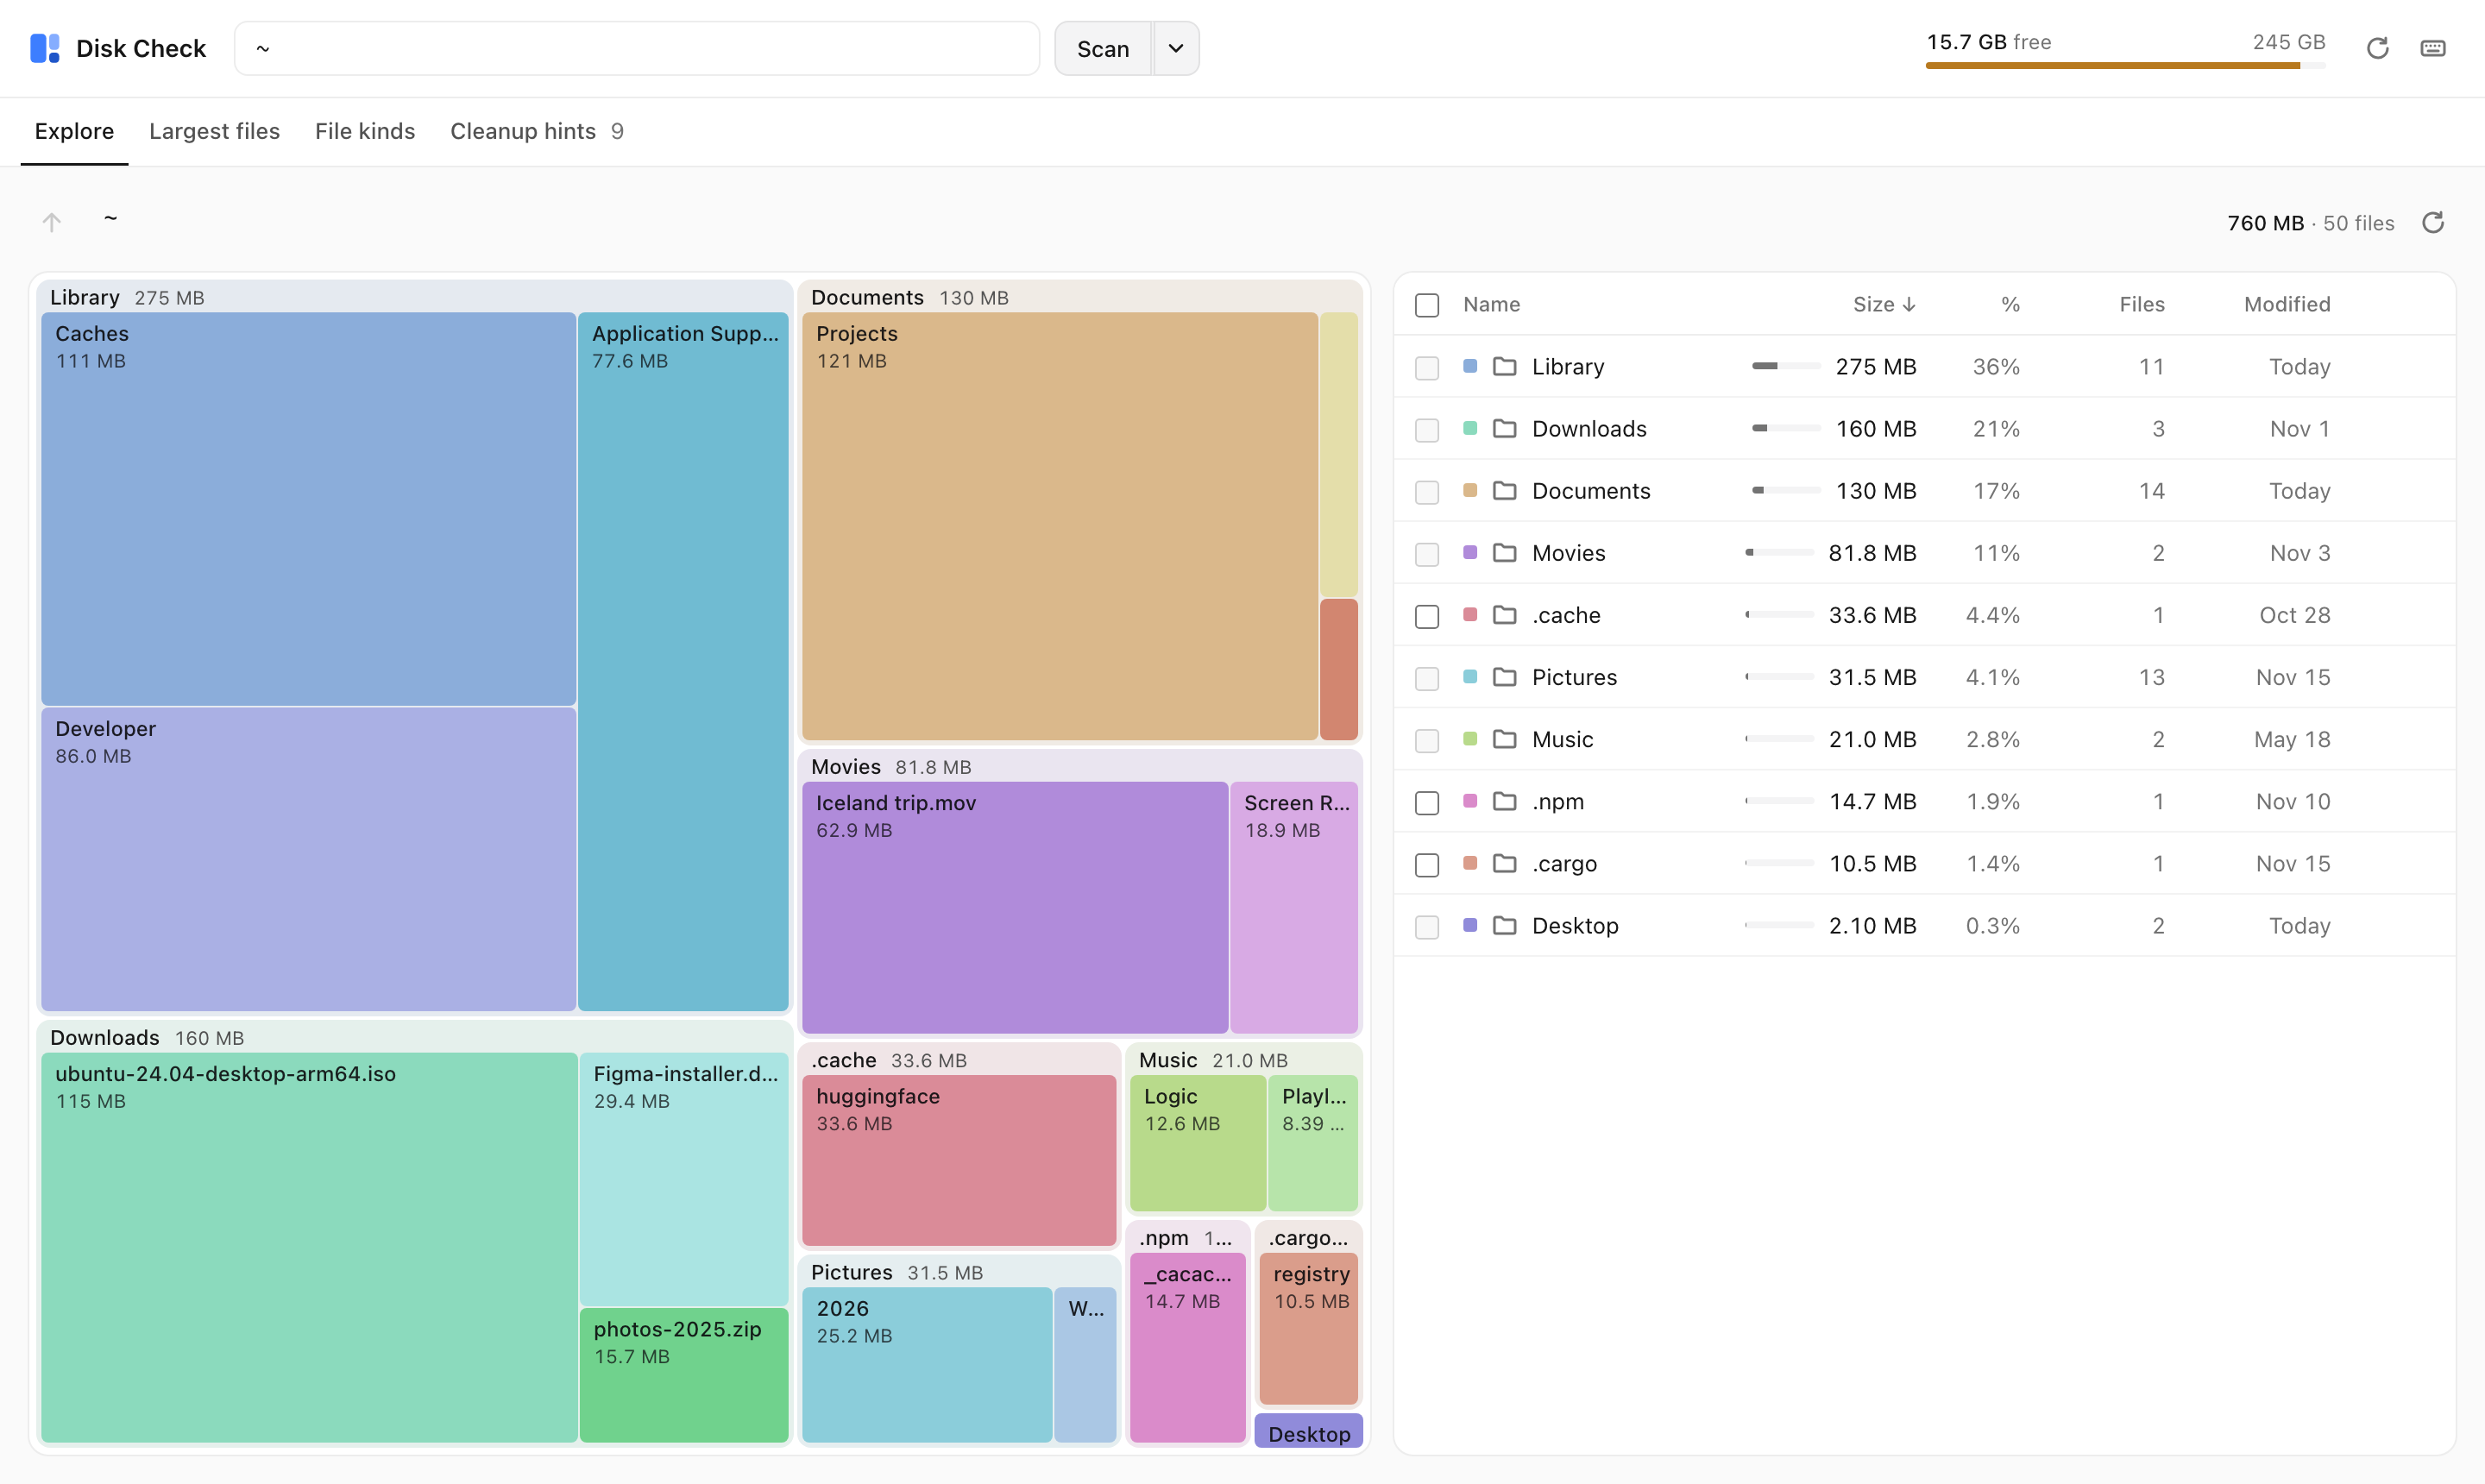 Disk Check
~
Scan
15.7 GB free
245 GB
Explore
Largest files
File kinds
Cleanup hints 9
~
760 MB · 50 files
Library 275 MB
Caches
111 MB
Application Supp...
77.6 MB
Developer
86.0 MB
Downloads 160 MB
ubuntu-24.04-desktop-arm64.iso
115 MB
Figma-installer.d...
29.4 MB
photos-2025.zip
15.7 MB
Documents 130 MB
Projects
121 MB
Movies 81.8 MB
Iceland trip.mov
62.9 MB
Screen R...
18.9 MB
.cache 33.6 MB
huggingface
33.6 MB
Music 21.0 MB
Logic
12.6 MB
Playl...
8.39 ...
Pictures 31.5 MB
2026
25.2 MB
W...
.npm 1...
_cacac...
14.7 MB
.cargo...
registry
10.5 MB
Desktop
Name Size % Files Modified
Library 275 MB 36% 11 Today
Downloads 160 MB 21% 3 Nov 1
Documents 130 MB 17% 14 Today
Movies 81.8 MB 11% 2 Nov 3
.cache 33.6 MB 4.4% 1 Oct 28
Pictures 31.5 MB 4.1% 13 Nov 15
Music 21.0 MB 2.8% 2 May 18
.npm 14.7 MB 1.9% 1 Nov 10
.cargo 10.5 MB 1.4% 1 Nov 15
Desktop 2.10 MB 0.3% 2 Today